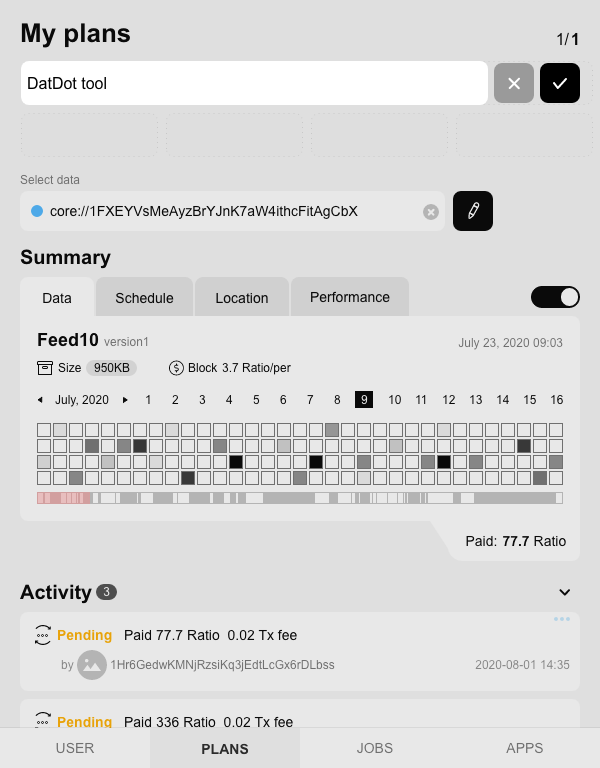 My plans
1/1
DatDot tool
Select data
core://1FXEYVsMeAyzBrYJnK7aW4ithcFitAgCbX
Summary
Data Schedule Location Performance
Feed10 version1 July 23, 2020 09:03
Size 950KB $ Block 3.7 Ratio/per
July, 2020 1 2 3 4 5 6 7 8 9 10 11 12 13 14 15 16
Paid: 77.7 Ratio
Activity 3
Pending Paid 77.7 Ratio 0.02 Tx fee
by 1Hr6GedwKMNjRzsiKq3jEdtLcGx6rDLbss 2020-08-01 14:35
Pending Paid 336 Ratio 0.02 Tx fee
USER PLANS JOBS APPS